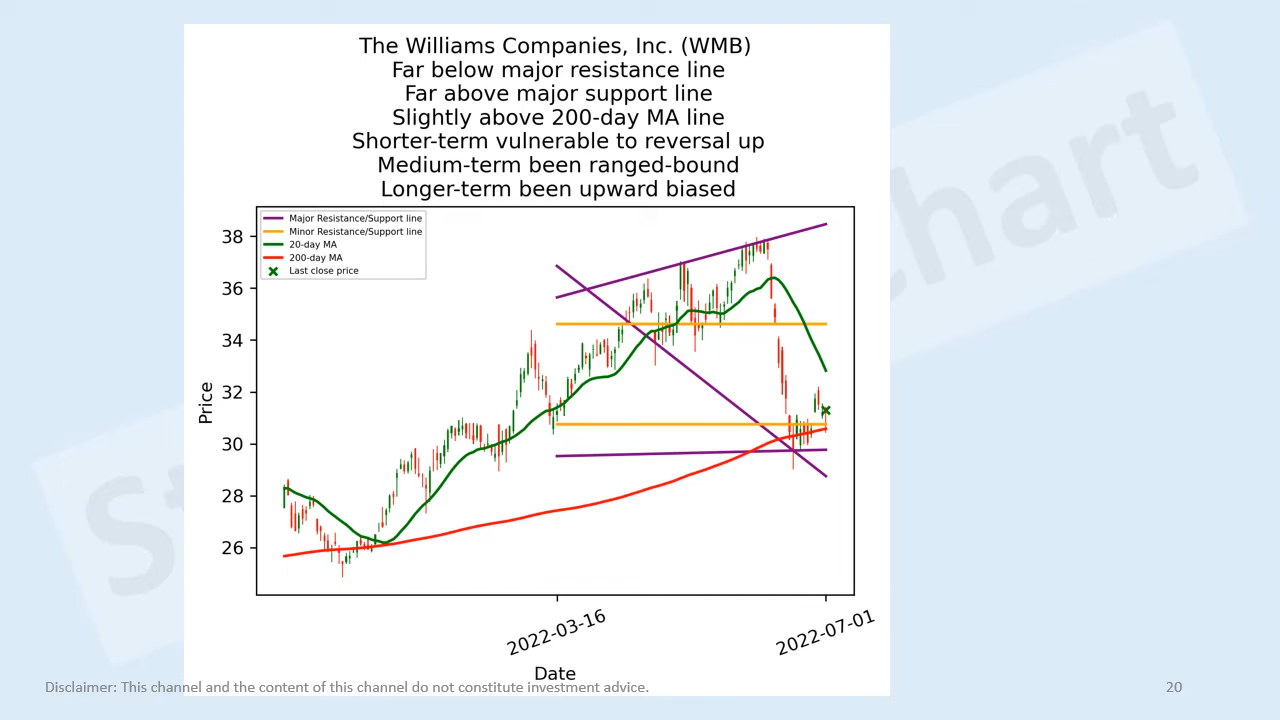 The Williams Companies, Inc. (WMB)
Far below major resistance line
Far above major support line
Slightly above 200-day MA line
Shorter-term vulnerable to reversal up
Medium-term been ranged-bound
Longer-term been upward biased
Major Resistance/Support line
Minor Resistance/Support line
20-day MA
200-day MA
Last close price
38
36
34
32
30
28
26
Price
2022-03-16
2022-07-01
Date
Disclaimer: This channel and the content of this channel do not constitute investment advice.
20